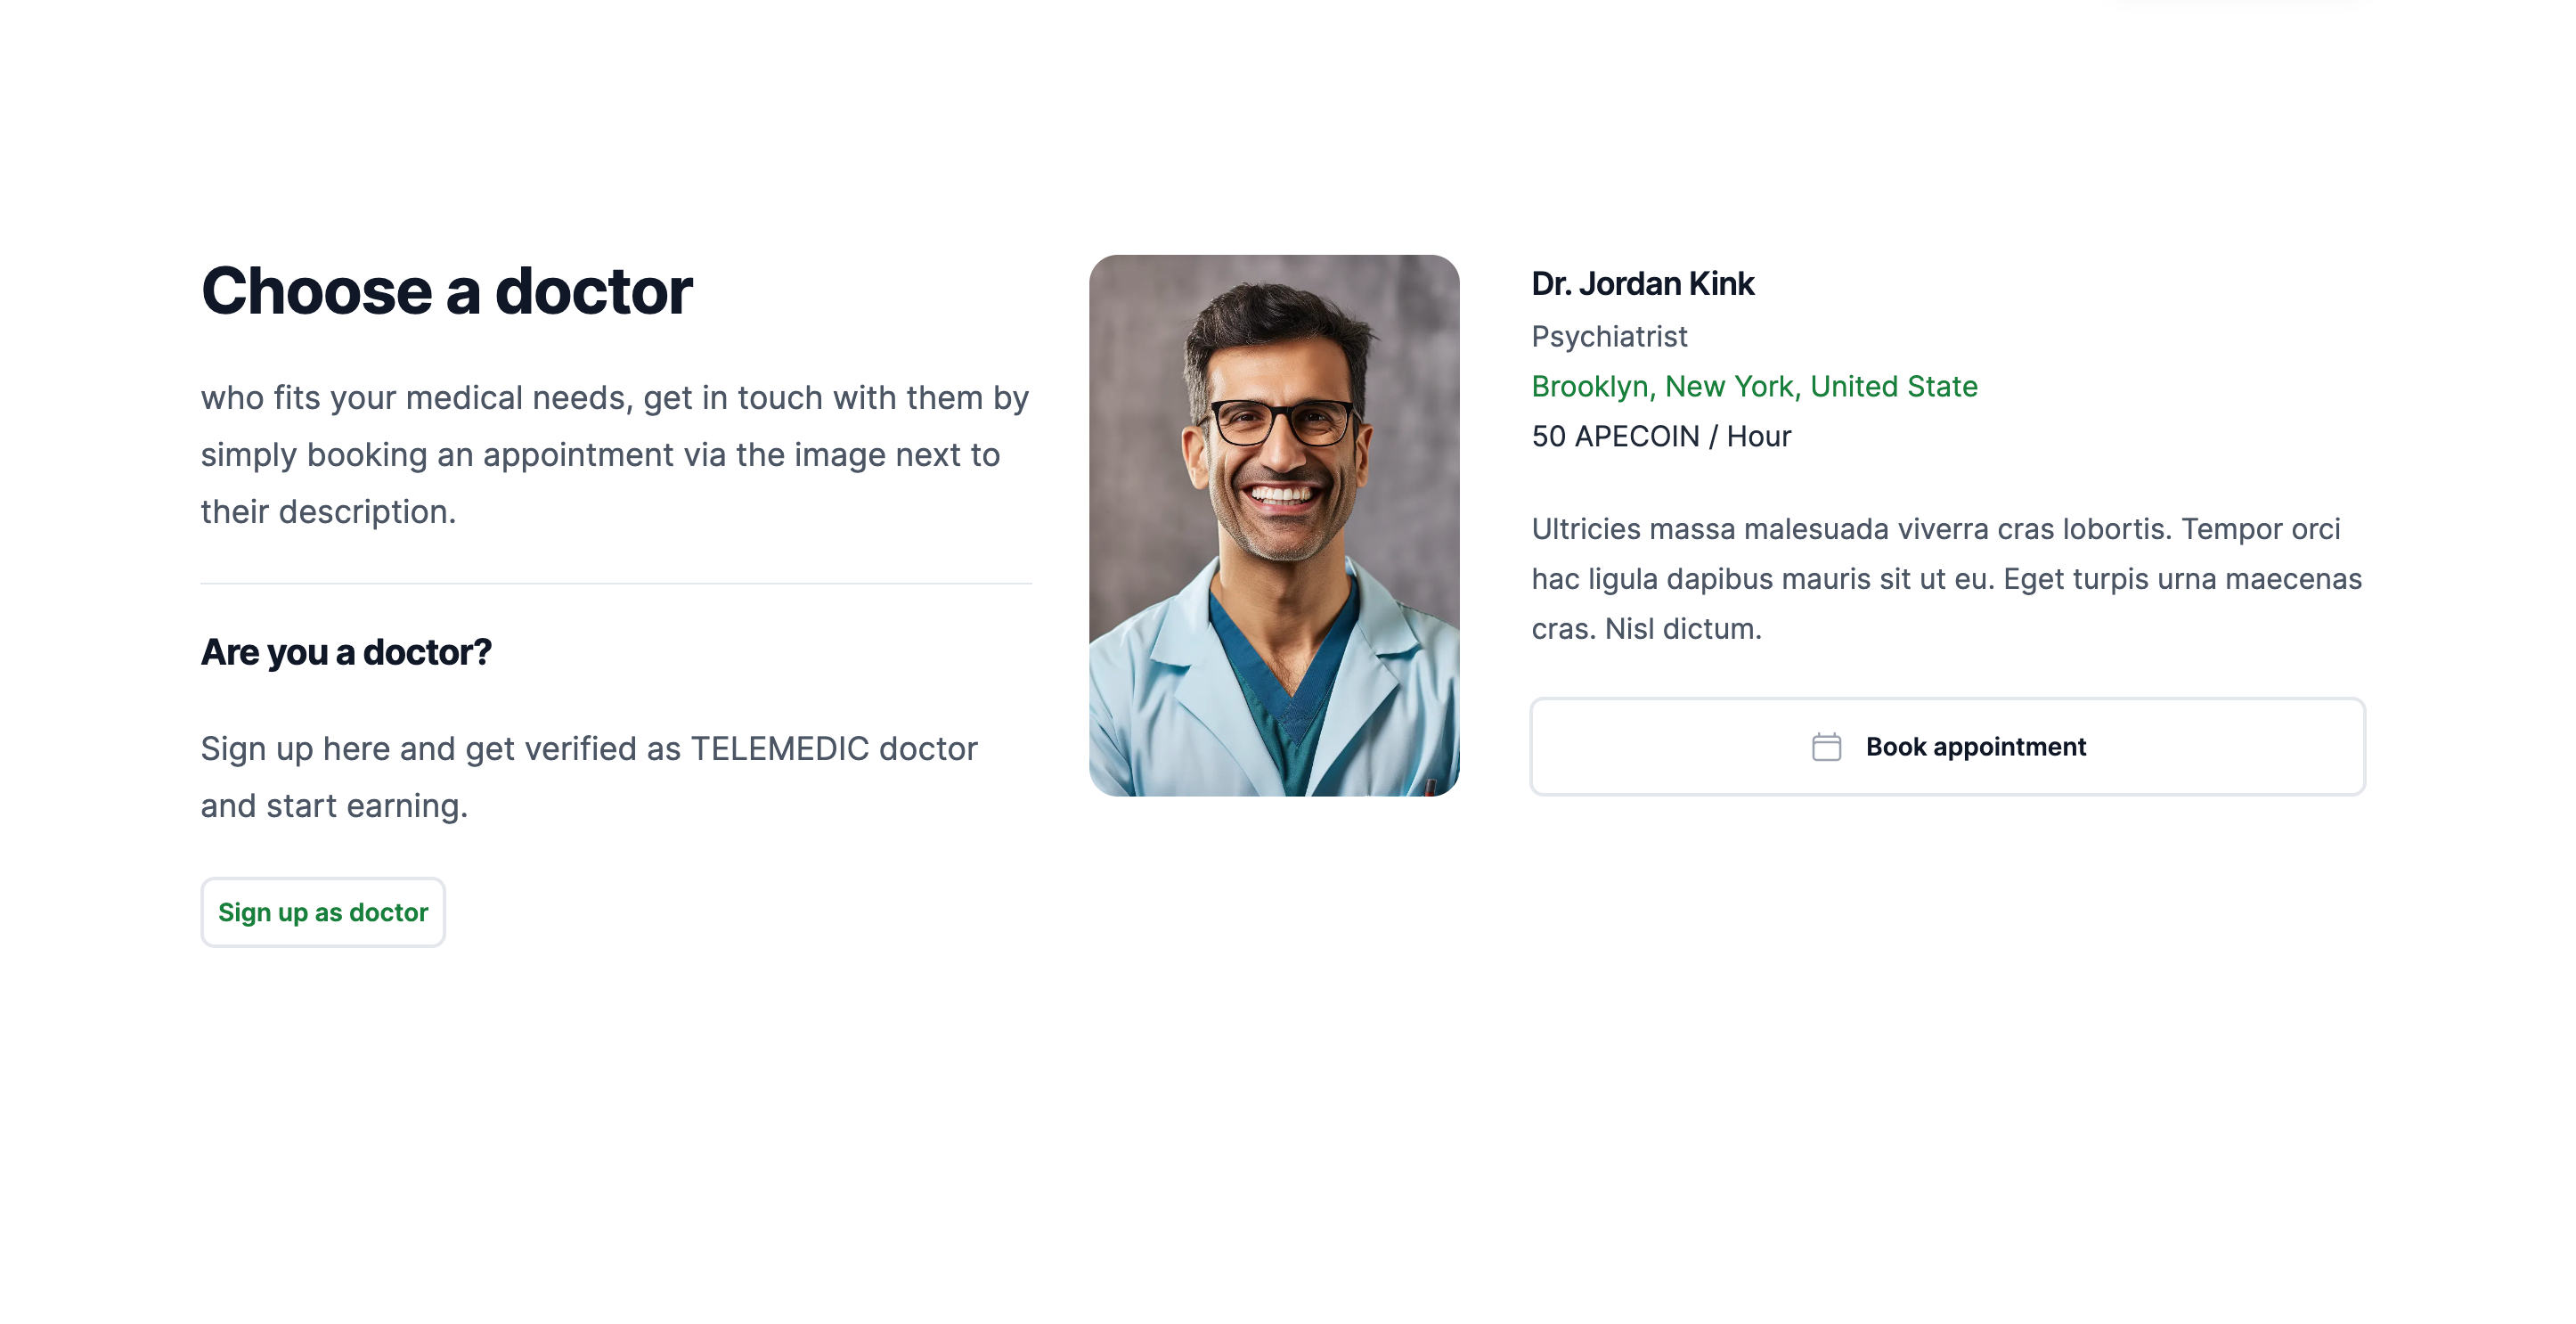 Choose a doctor
who fits your medical needs, get in touch with them by
simply booking an appointment via the image next to
their description.
Are you a doctor?
Sign up here and get verified as TELEMEDIC doctor
and start earning.
Sign up as doctor
Dr. Jordan Kink
Psychiatrist
Brooklyn, New York, United State
50 APECOIN / Hour
Ultricies massa malesuada viverra cras lobortis. Tempor orci
hac ligula dapibus mauris sit ut eu. Eget turpis urna maecenas
cras. Nisl dictum.
Book appointment